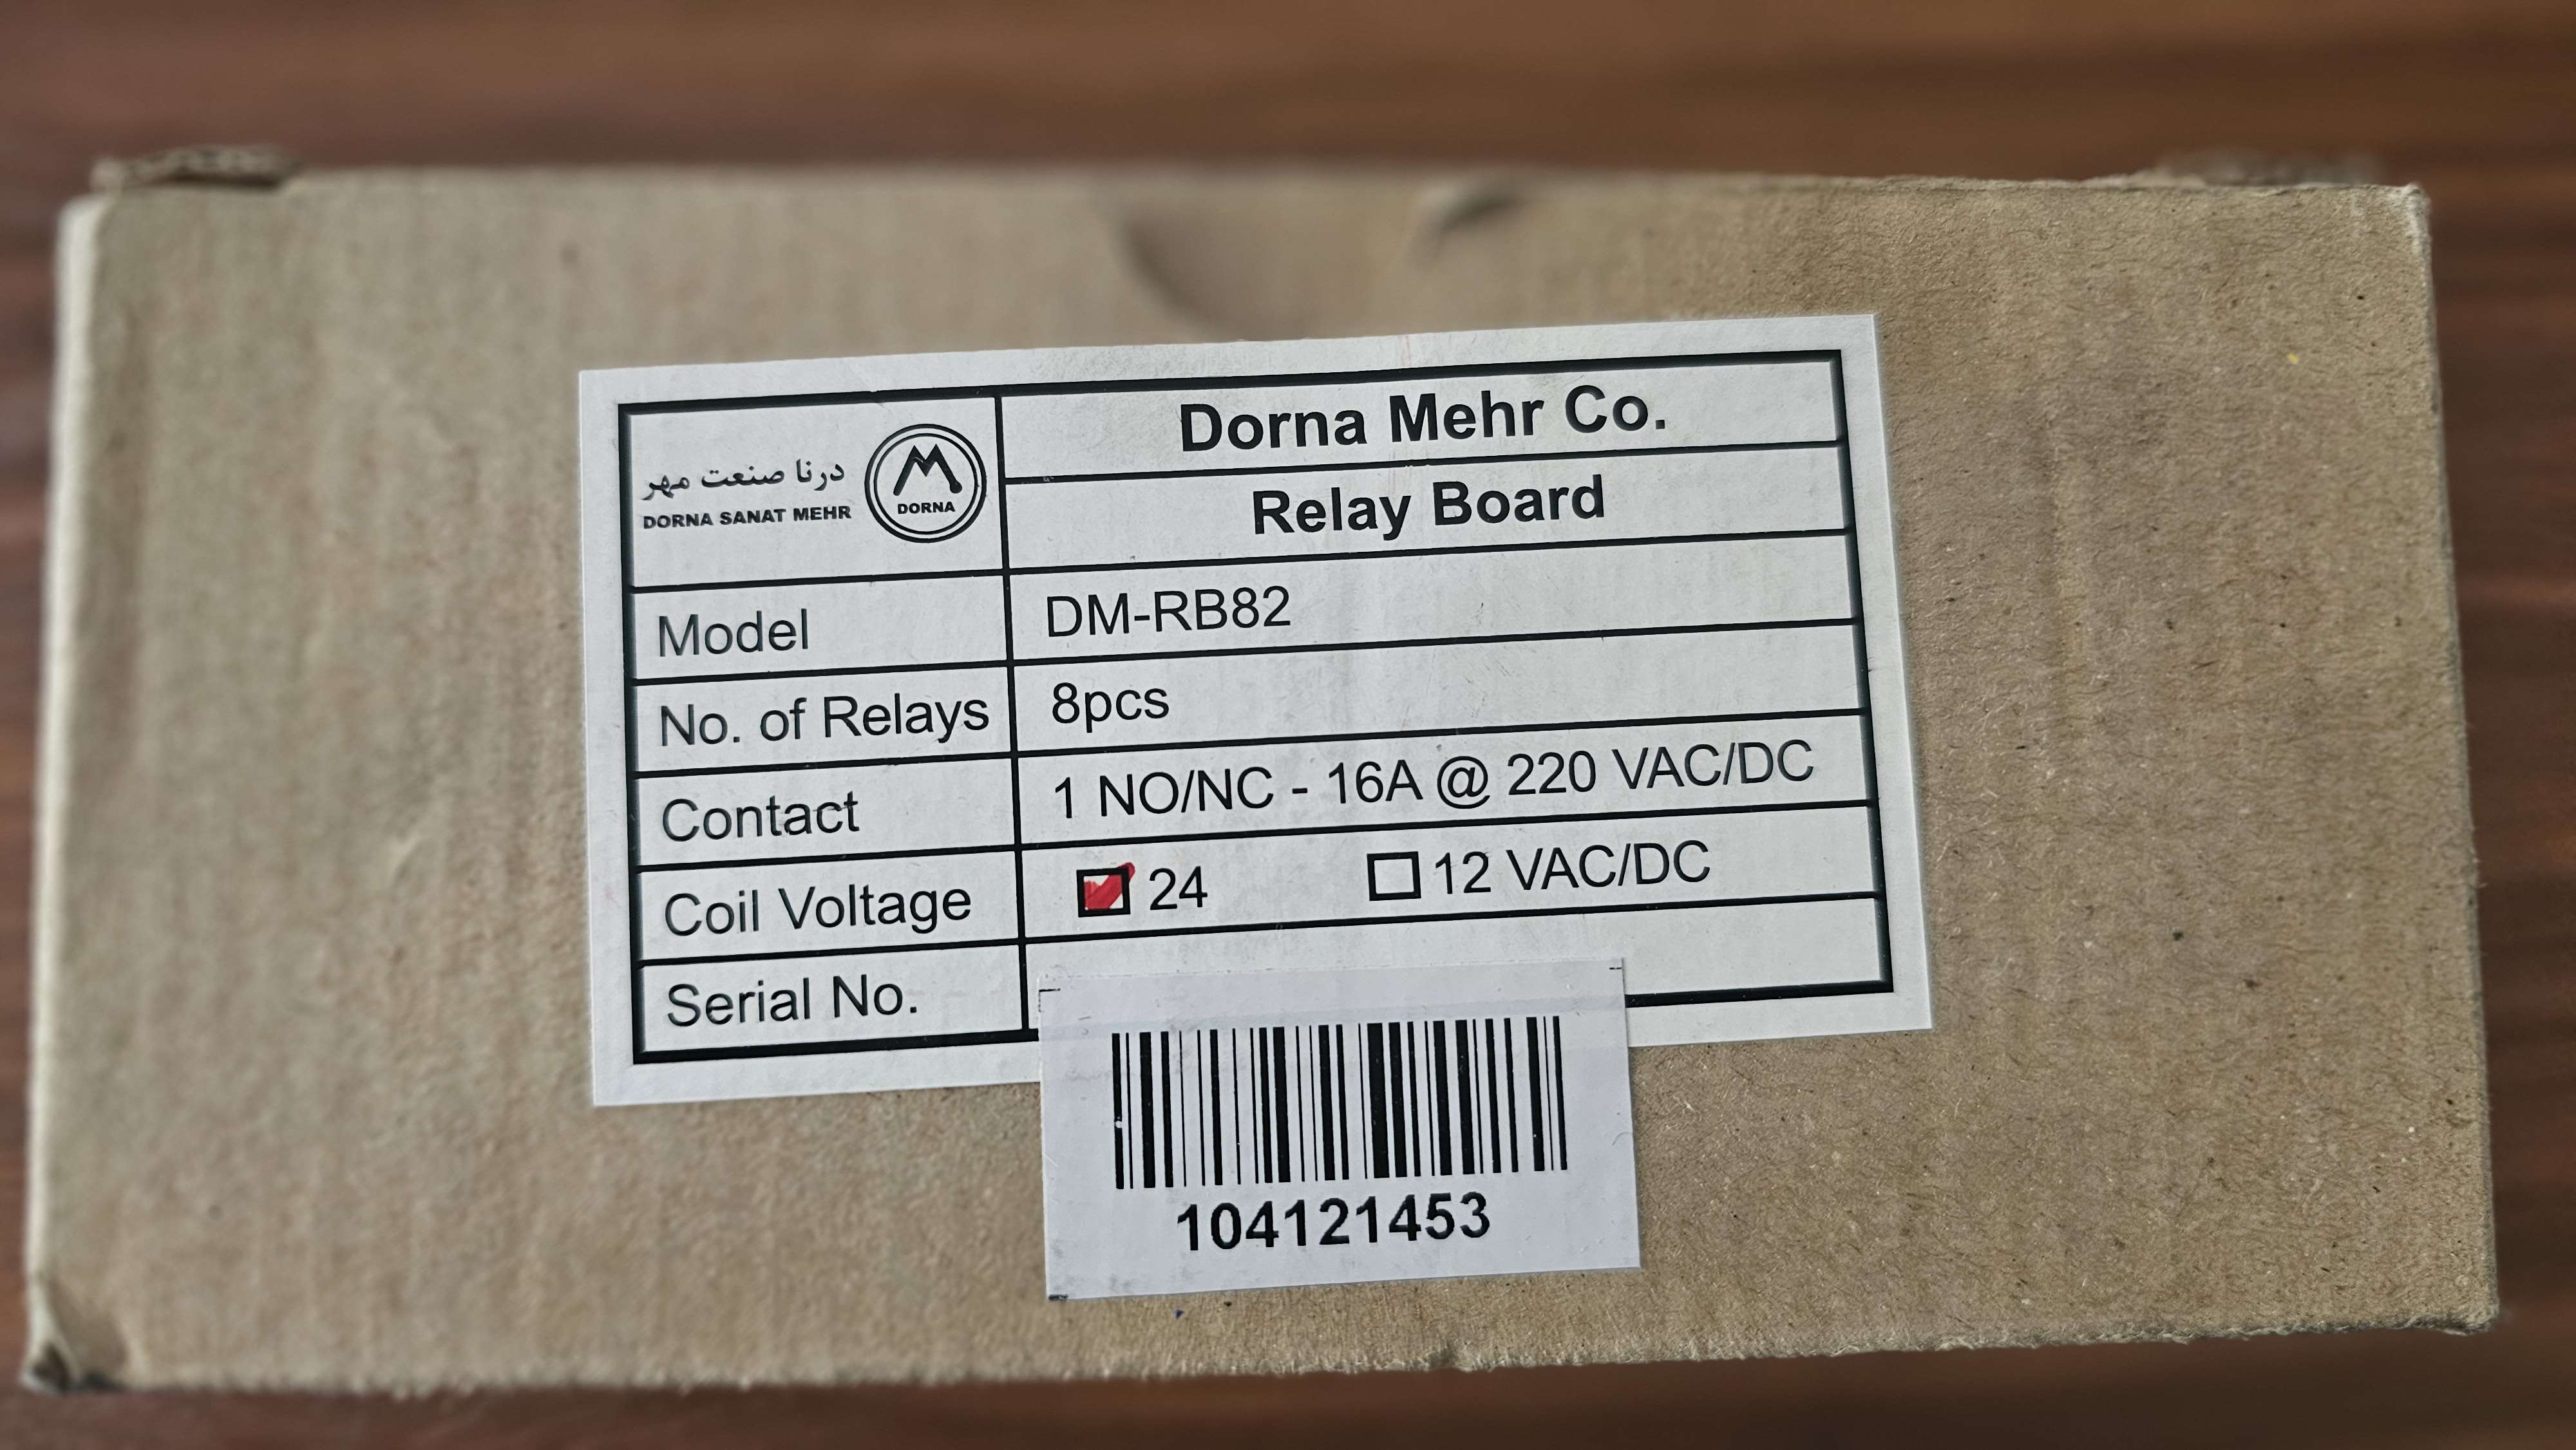 درنا صنعت مهر
DORNA SANAT MEHR
DORNA
Dorna Mehr Co.
Relay Board
Model DM-RB82
No. of Relays 8pcs
Contact 1 NO/NC - 16A @ 220 VAC/DC
Coil Voltage 24 12 VAC/DC
Serial No.
104121453